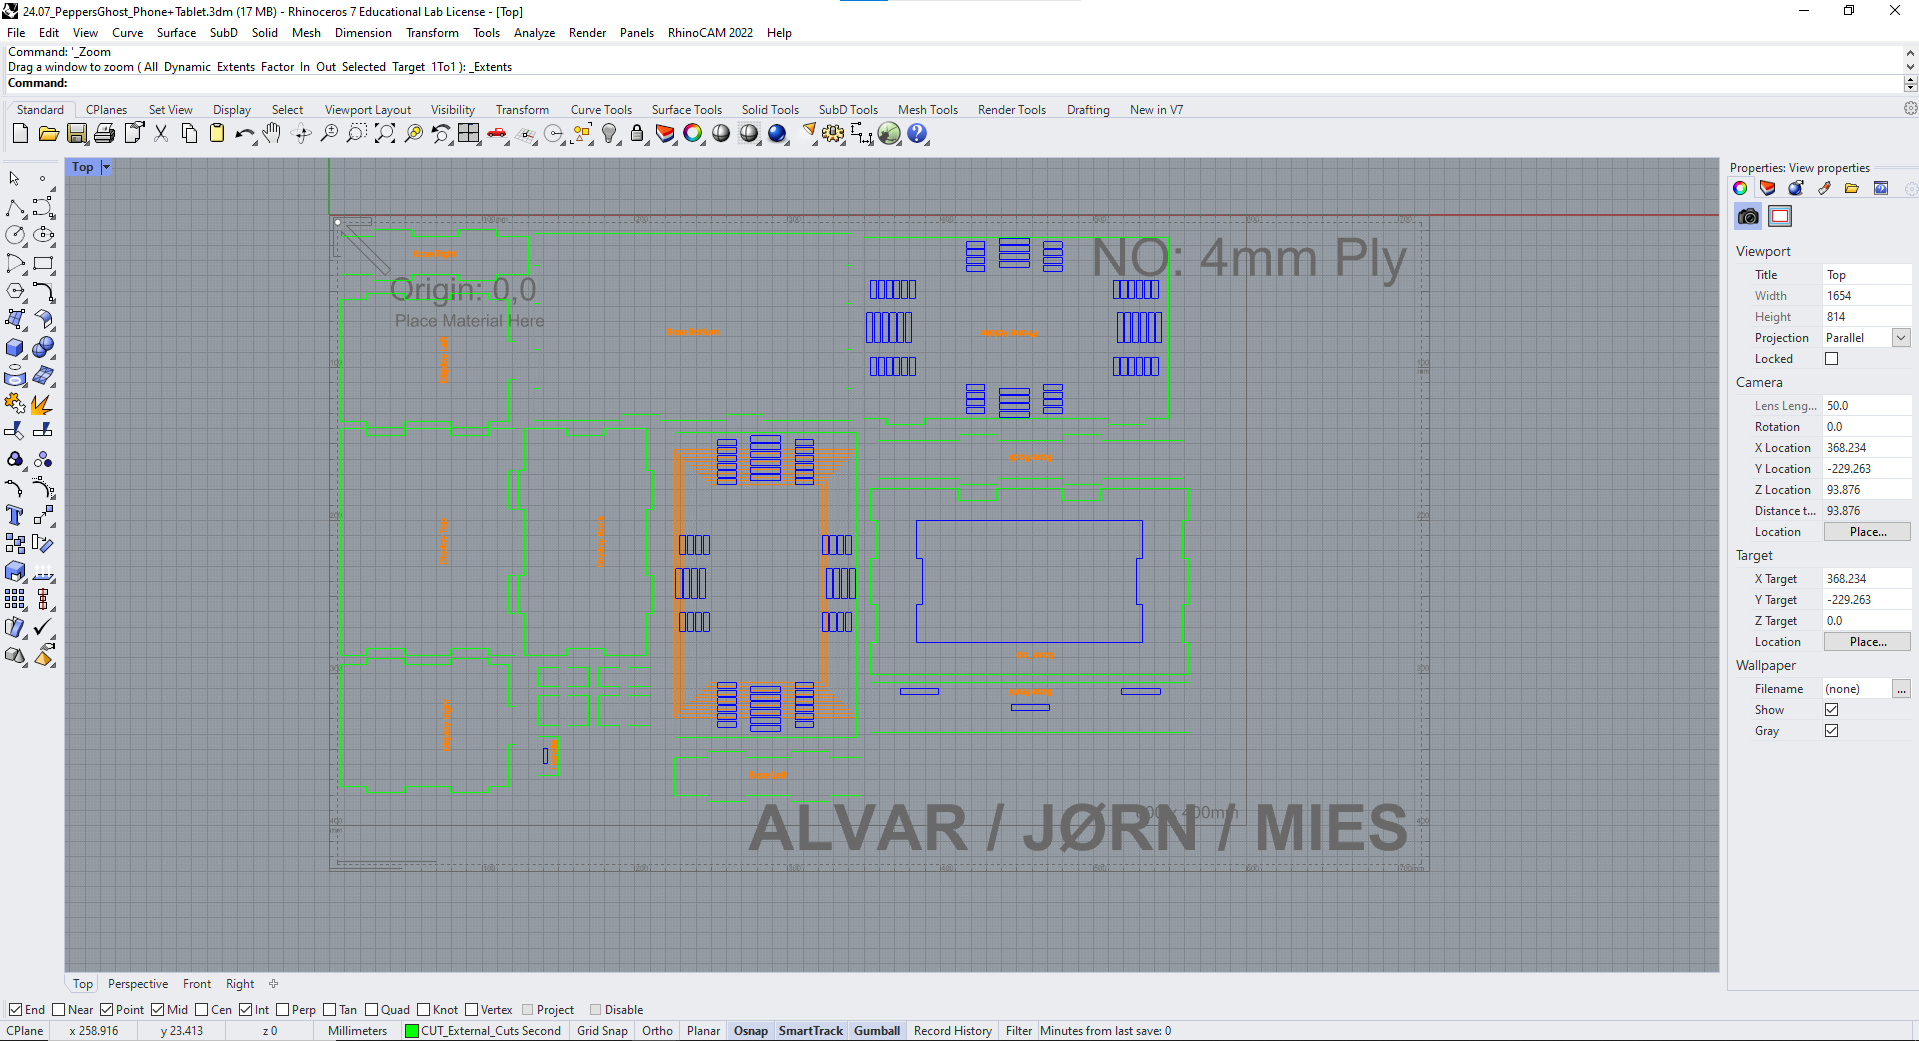 24.07_PeppersGhost_Phone+Tablet.3dm (17 MB) - Rhinoceros 7 Educational Lab License - [Top]
File Edit View Curve Surface SubD Solid Mesh Dimension Transform Tools Analyze Render Panels RhinoCAM 2022 Help
Command: '_Zoom
Drag a window to zoom ( All Dynamic Extents Factor In Out Selected Target 1To1 ): _Extents
Command:
Standard CPlanes Set View Display Select Viewport Layout Visibility Transform Curve Tools Surface Tools Solid Tools SubD Tools Mesh Tools Render Tools Drafting New in V7
Top
NO: 4mm Ply
Origin: 0,0
Place Material Here
ALVAR / JØRN / MIES
Properties: View properties
Viewport
Title Top
Width 1654
Height 814
Projection Parallel
Locked
Camera
Lens Leng... 50.0
Rotation 0.0
X Location 368.234
Y Location -229.263
Z Location 93.876
Distance t... 93.876
Location Place...
Target
X Target 368.234
Y Target -229.263
Z Target 0.0
Location Place...
Wallpaper
Filename (none) ...
Show
Gray
Top Perspective Front Right
End Near Point Mid Cen Int Perp Tan Quad Knot Vertex Project Disable
CPlane x 258.916 y 23.413 z 0 Millimeters CUT_External_Cuts Second Grid Snap Ortho Planar Osnap SmartTrack Gumball Record History Filter Minutes from last save: 0